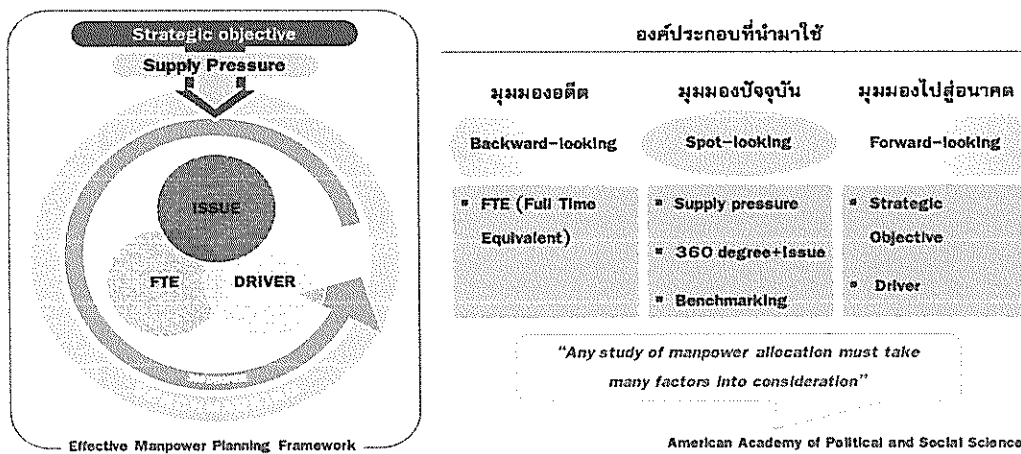 Strategic objective
Supply Pressure
ISSUE
FTE
DRIVER
Effective Manpower Planning Framework
องค์ประกอบที่นำมาใช้
มุมมองอดีต
มุมมองปัจจุบัน
มุมมองไปสู่อนาคต
Backward-looking
Spot-looking
Forward-looking
▪ FTE (Full Time
Equivalent)
▪ Supply pressure
▪ 360 degree+Issue
▪ Benchmarking
▪ Strategic
Objective
▪ Driver
"Any study of manpower allocation must take
many factors into consideration"
American Academy of Political and Social Science